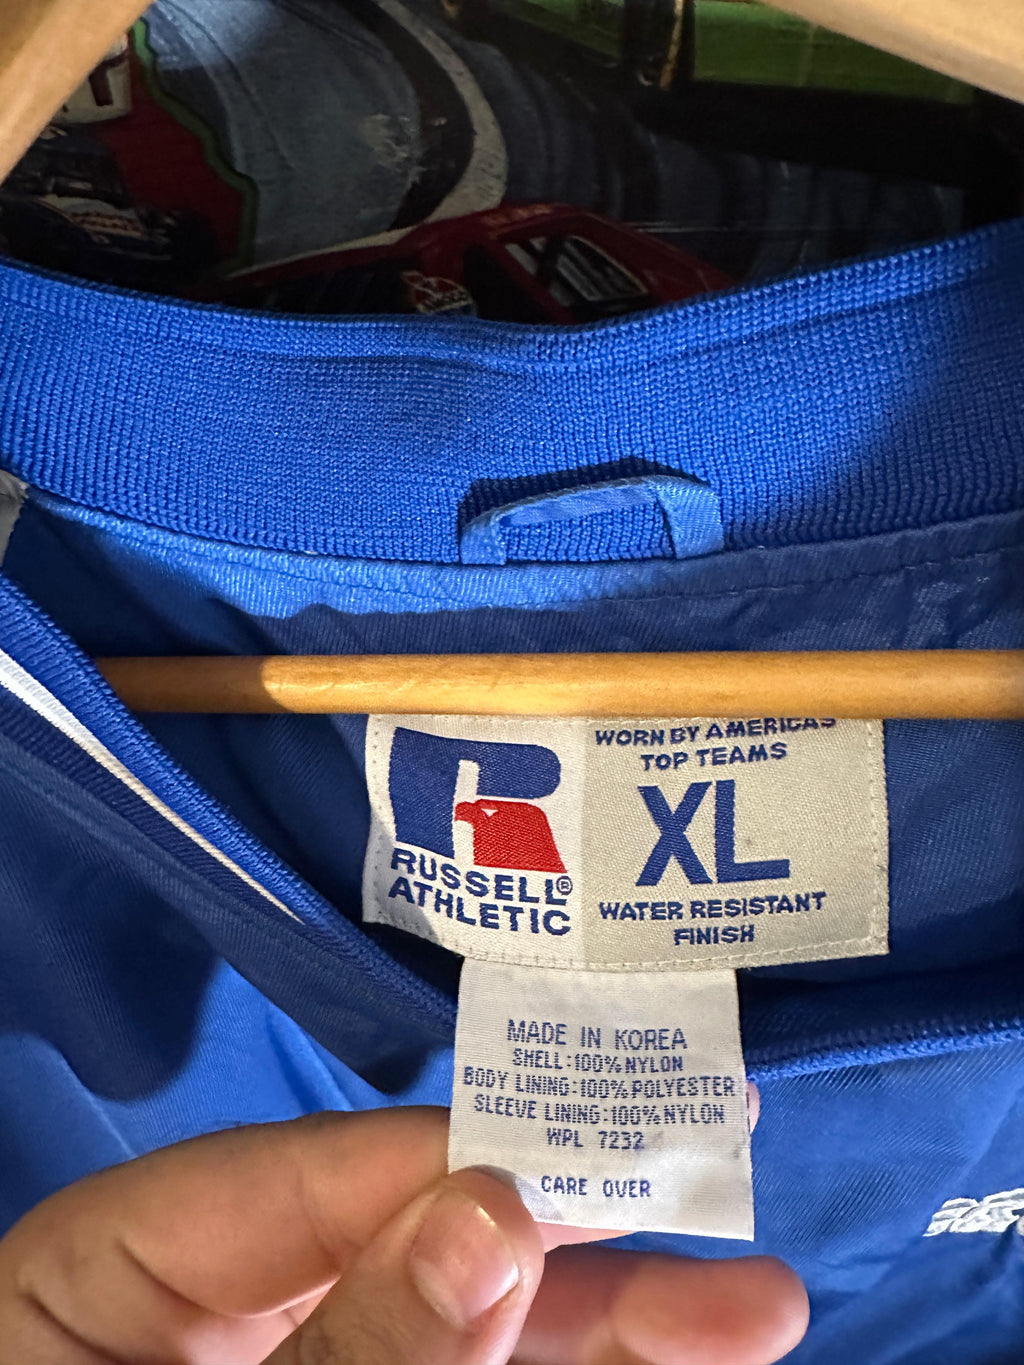 WORN BY AMERICA'S
TOP TEAMS
XL
WATER RESISTANT
FINISH
RUSSELL®
ATHLETIC
MADE IN KOREA
SHELL:100%NYLON
BODY LINING:100%POLYESTER
SLEEVE LINING:100%NYLON
WPL 7232
CARE OVER